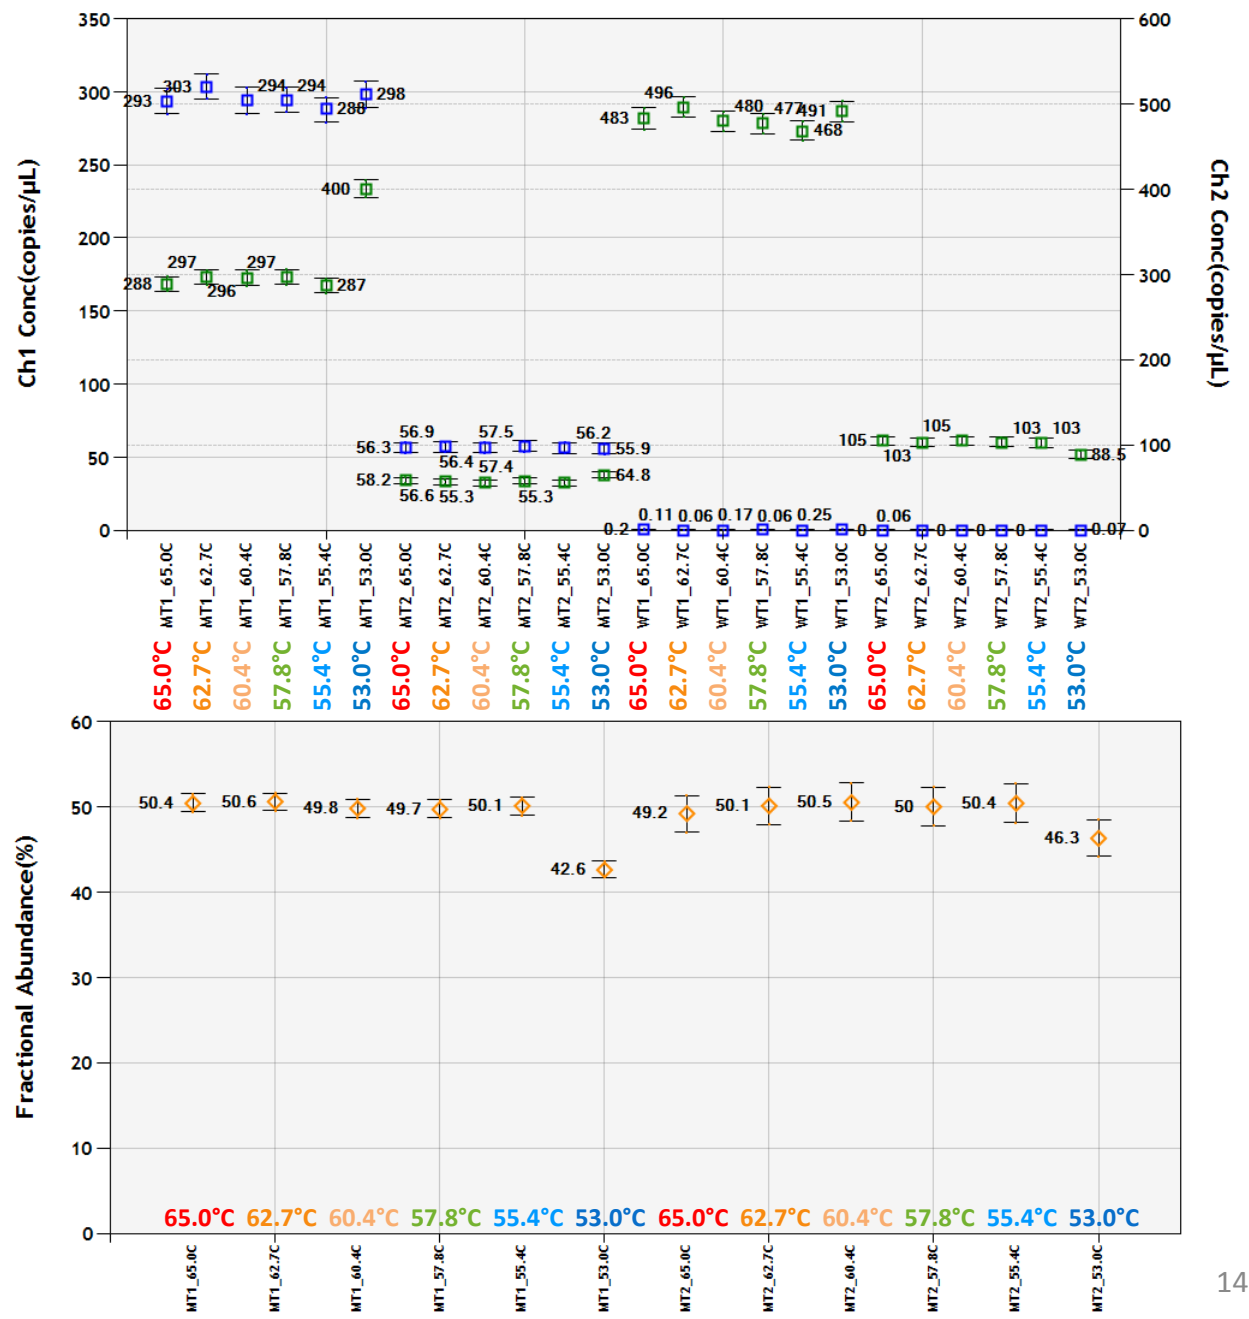 350
600
300
500
250
400
200
300
150
200
100
100
50
0
0
Ch1 Conc(copies/µL)
Ch2 Conc(copies/µL)
293
303
294
294
288
298
288
297
296
297
287
400
56.3
56.9
56.4
57.5
56.2
55.9
58.2
56.6
55.3
57.4
55.3
64.8
483
496
480
477
468
491
0.2
0.11
0.06
0.17
0.06
0.25
105
103
105
103
103
88.5
0
0.06
0
0
0
0.07
MT1_65.0C
MT1_62.7C
MT1_60.4C
MT1_57.8C
MT1_55.4C
MT1_53.0C
MT2_65.0C
MT2_62.7C
MT2_60.4C
MT2_57.8C
MT2_55.4C
MT2_53.0C
WT1_65.0C
WT1_62.7C
WT1_60.4C
WT1_57.8C
WT1_55.4C
WT1_53.0C
WT2_65.0C
WT2_62.7C
WT2_60.4C
WT2_57.8C
WT2_55.4C
WT2_53.0C
65.0°C
62.7°C
60.4°C
57.8°C
55.4°C
53.0°C
65.0°C
62.7°C
60.4°C
57.8°C
55.4°C
53.0°C
65.0°C
62.7°C
60.4°C
57.8°C
55.4°C
53.0°C
65.0°C
62.7°C
60.4°C
57.8°C
55.4°C
53.0°C
60
50
40
30
20
10
0
Fractional Abundance(%)
50.4
50.6
49.8
49.7
50.1
42.6
49.2
50.1
50.5
50
50.4
46.3
65.0°C 62.7°C 60.4°C 57.8°C 55.4°C 53.0°C 65.0°C 62.7°C 60.4°C 57.8°C 55.4°C 53.0°C
MT1_65.0C
MT1_62.7C
MT1_60.4C
MT1_57.8C
MT1_55.4C
MT1_53.0C
MT2_65.0C
MT2_62.7C
MT2_60.4C
MT2_57.8C
MT2_55.4C
MT2_53.0C
14